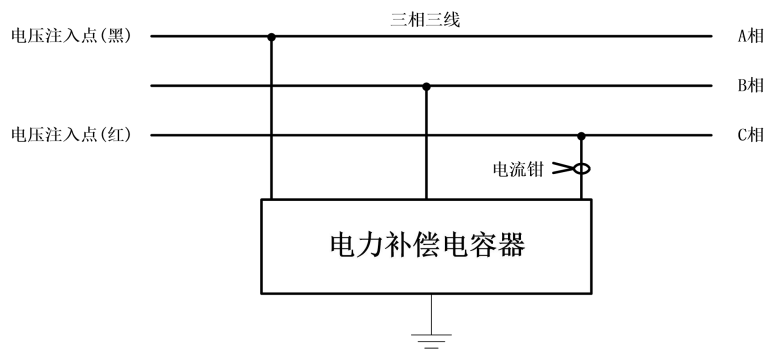 三相三线
电压注入点(黑)
A相
B相
电压注入点(红)
C相
电流钳
电力补偿电容器